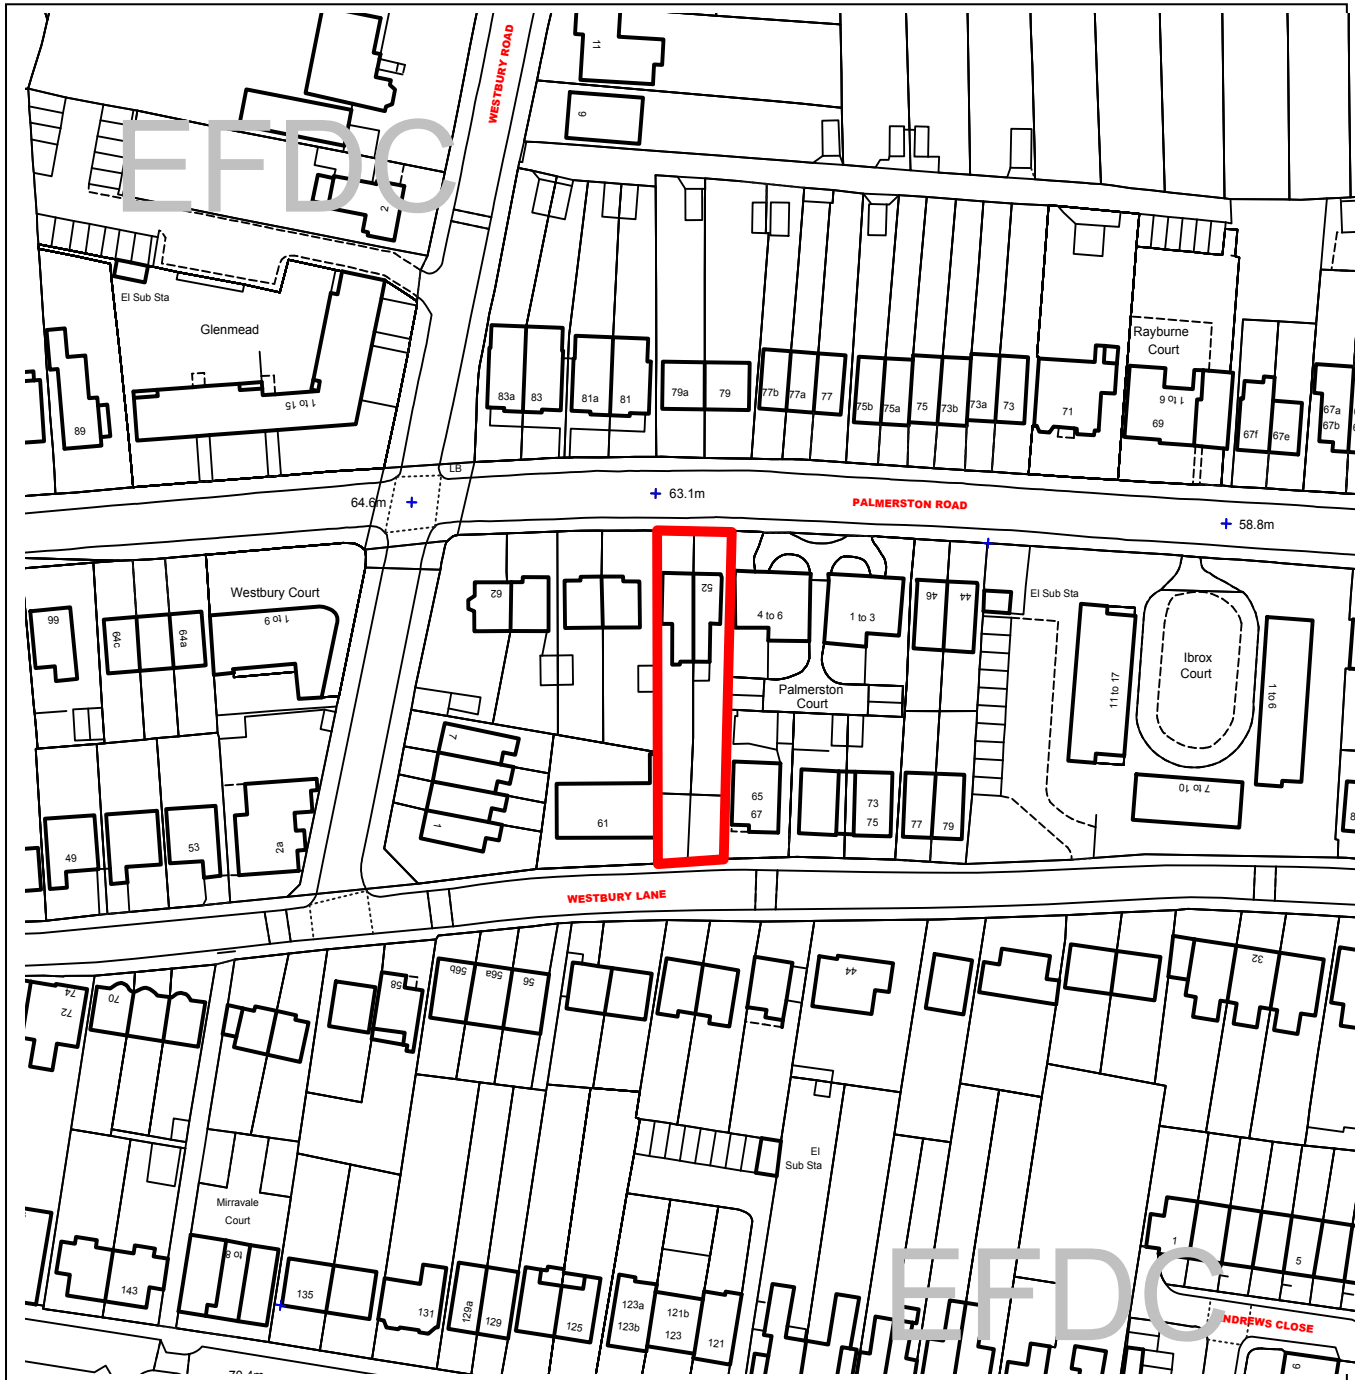 WESTBURY ROAD
11
9
EFDC
2
El Sub Sta
Glenmead
1 to 15
89
83a
83
81a
81
79a
79
77b
77a
77
75b
75a
75
73b
73a
73
71
Rayburne
Court
1 to 6
69
67f
67e
67a
67b
LB
64.6m
63.1m
PALMERSTON ROAD
58.8m
66
64c
64a
Westbury Court
1 to 9
62
52
4 to 6
1 to 3
46
44
El Sub Sta
Palmerston
Court
11 to 17
Ibrox
Court
1 to 6
7 to 10
49
53
2a
7
1
61
65
67
73
75
77
79
8
WESTBURY LANE
74
72
70
58
56b
56a
56
44
32
El
Sub Sta
Mirravale
Court
to 8
143
135
131
129a
129
125
123a
123b
121b
123
121
1
5
EFDC
NDREWS CLOSE